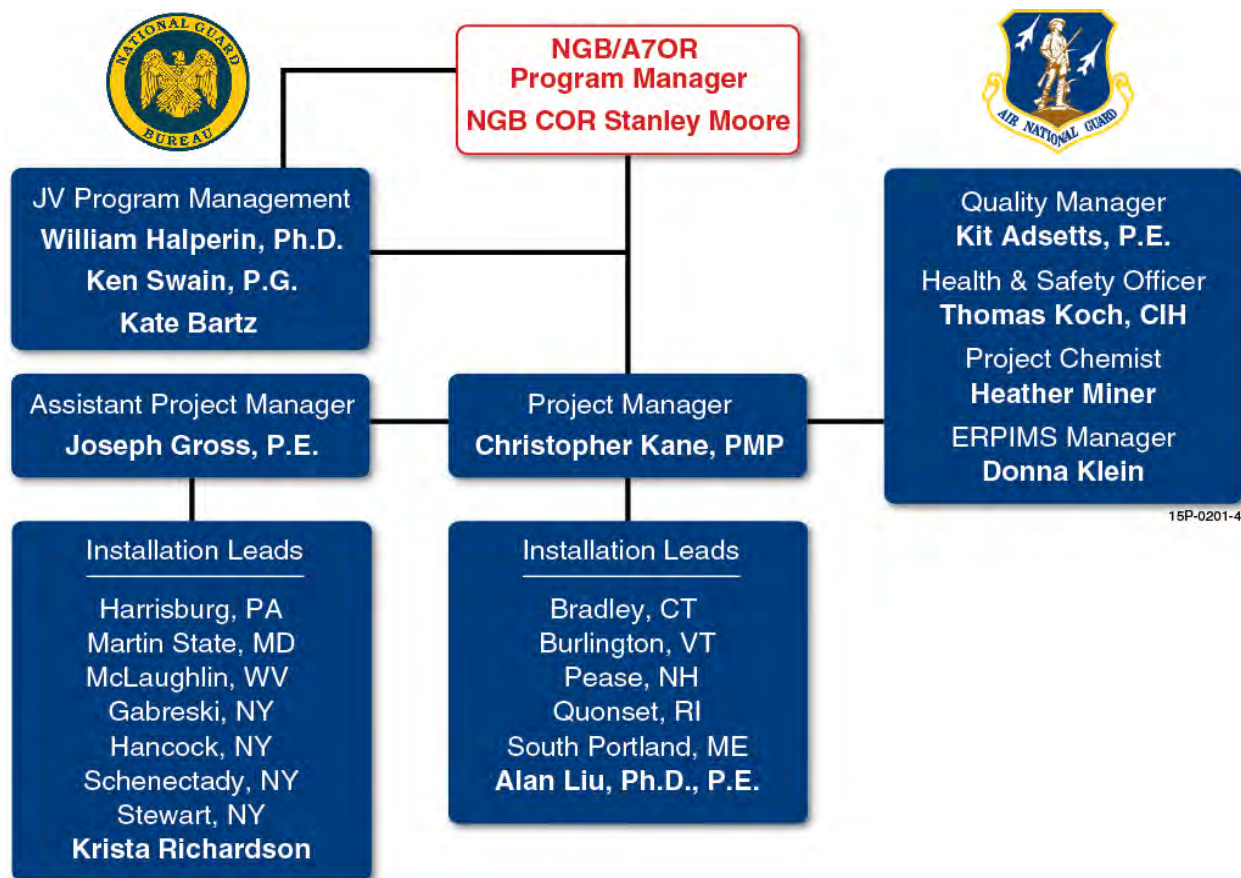 NATIONAL GUARD
BUREAU
NGB/A7OR
Program Manager
NGB COR Stanley Moore
AIR NATIONAL GUARD
JV Program Management
William Halperin, Ph.D.
Ken Swain, P.G.
Kate Bartz
Quality Manager
Kit Adsetts, P.E.
Health & Safety Officer
Thomas Koch, CIH
Project Chemist
Heather Miner
ERPIMS Manager
Donna Klein
Assistant Project Manager
Joseph Gross, P.E.
Project Manager
Christopher Kane, PMP
15P-0201-4
Installation Leads
Harrisburg, PA
Martin State, MD
McLaughlin, WV
Gabreski, NY
Hancock, NY
Schenectady, NY
Stewart, NY
Krista Richardson
Installation Leads
Bradley, CT
Burlington, VT
Pease, NH
Quonset, RI
South Portland, ME
Alan Liu, Ph.D., P.E.